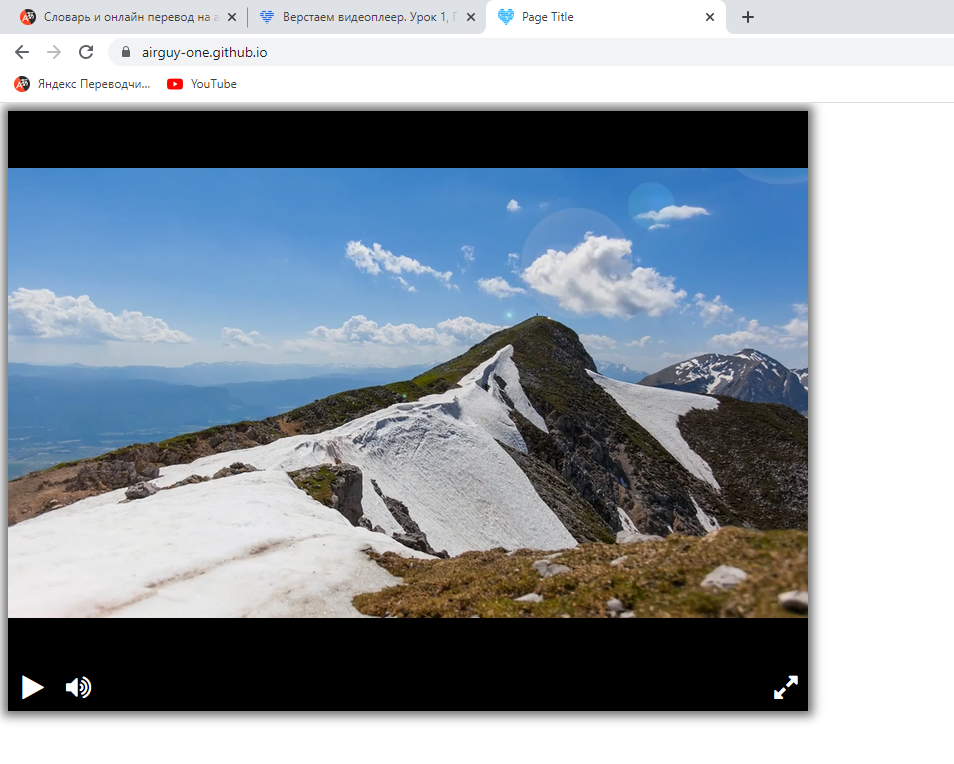 Словарь и онлайн перевод на а
Верстаем видеоплеер. Урок 1,
Page Title
airguy-one.github.io
Яндекс Переводчи...
YouTube